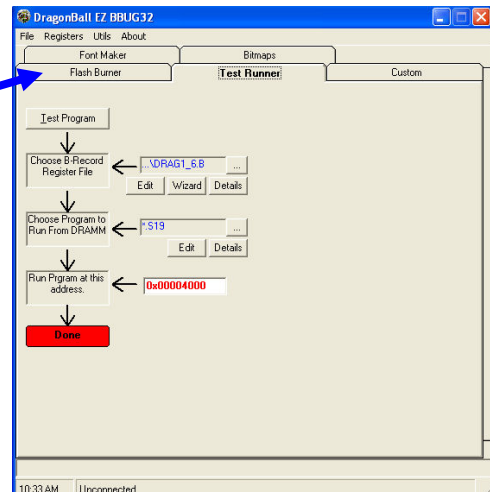 DragonBall EZ BBUG32
File Registers Utils About
Font Maker Bitmaps
Flash Burner Test Runner Custom
Test Program
Choose B-Record
Register File
...\DRAG1_6.B ...
Edit Wizard Details
Choose Program to
Run From DRAMM
*.S19 ...
Edit Details
Run Prgram at this
address.
0x00004000
Done
10:33 AM Unconnected